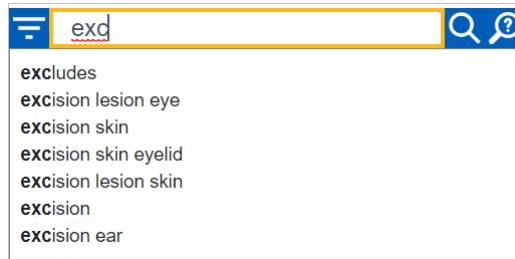 exc
excludes
excision lesion eye
excision skin
excision skin eyelid
excision lesion skin
excision
excision ear